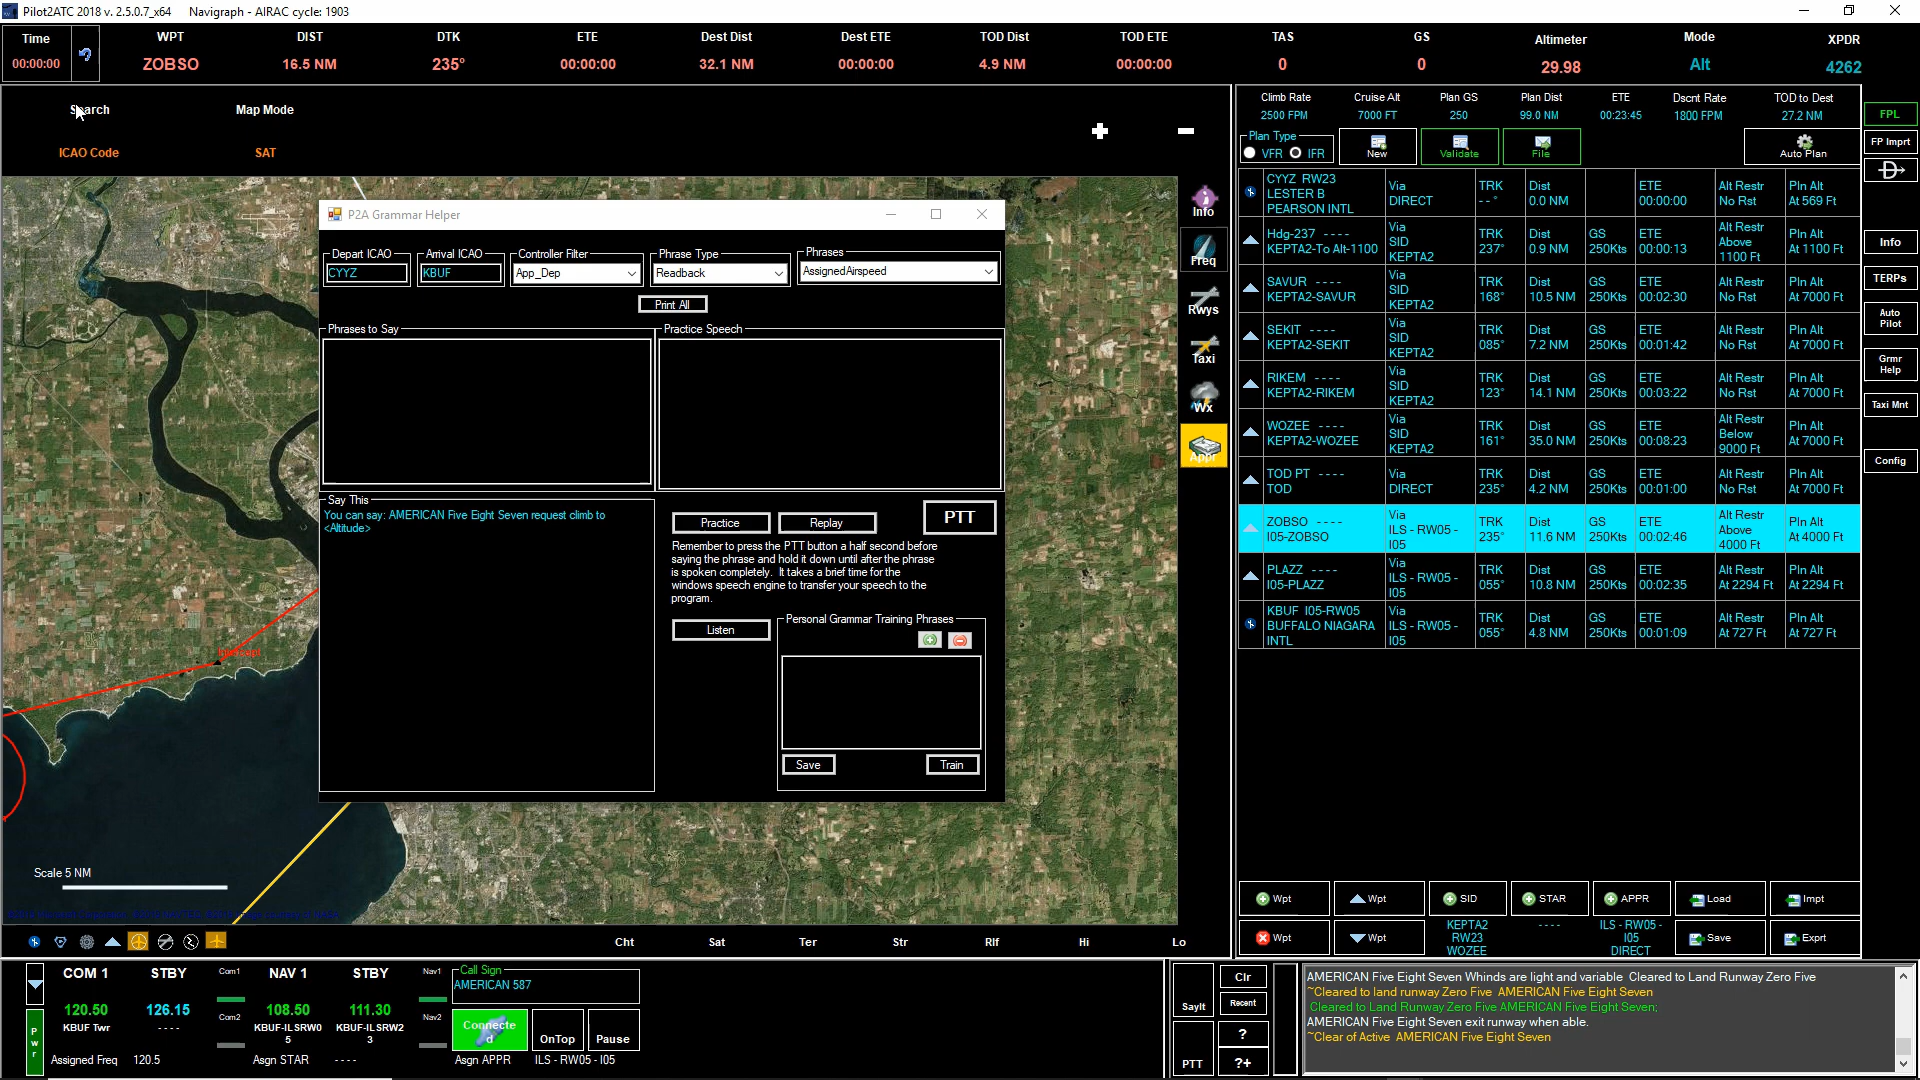 Pilot2ATC 2018 v. 2.5.0.7_x64 Navigraph - AIRAC cycle: 1903
Time WPT DIST DTK ETE Dest Dist Dest ETE TOD Dist TOD ETE TAS GS Altimeter Mode XPDR
00:00:00 ZOBSO 16.5 NM 235° 00:00:00 32.1 NM 00:00:00 4.9 NM 00:00:00 0 0 29.98 Alt 4262
Search Map Mode
ICAO Code SAT
Climb Rate Cruise Alt Plan GS Plan Dist ETE Dscnt Rate TOD to Dest
2500 FPM 7000 FT 250 99.0 NM 00:23:45 1800 FPM 27.2 NM
Plan Type
VFR IFR New Validate File Auto Plan
CYYZ RW23
LESTER B
PEARSON INTL
Via
DIRECT
TRK
--°
Dist
0.0 NM
ETE
00:00:00
Alt Restr
No Rst
Pln Alt
At 569 ft
Hdg-237 ----
KEPTA2-To Alt-1100
Via
SID
KEPTA2
TRK
237°
Dist
0.9 NM
GS
250Kts
ETE
00:00:13
Alt Restr
Above
1100 Ft
Pln Alt
At 1100 Ft
SAVUR ----
KEPTA2-SAVUR
Via
SID
KEPTA2
TRK
168°
Dist
10.5 NM
GS
250Kts
ETE
00:02:30
Alt Restr
No Rst
Pln Alt
At 7000 Ft
SEKIT ----
KEPTA2-SEKIT
Via
SID
KEPTA2
TRK
085°
Dist
7.2 NM
GS
250Kts
ETE
00:01:42
Alt Restr
No Rst
Pln Alt
At 7000 Ft
RIKEM ----
KEPTA2-RIKEM
Via
SID
KEPTA2
TRK
123°
Dist
14.1 NM
GS
250Kts
ETE
00:03:22
Alt Restr
No Rst
Pln Alt
At 7000 Ft
WOZEE ----
KEPTA2-WOZEE
Via
SID
KEPTA2
TRK
161°
Dist
35.0 NM
GS
250Kts
ETE
00:08:23
Alt Restr
Below
9000 Ft
Pln Alt
At 7000 Ft
TOD PT ----
TOD
Via
DIRECT
TRK
235°
Dist
4.2 NM
GS
250Kts
ETE
00:01:00
Alt Restr
No Rst
Pln Alt
At 7000 Ft
ZOBSO ----
I05-ZOBSO
Via
ILS - RW05 -
I05
TRK
235°
Dist
11.6 NM
GS
250Kts
ETE
00:02:46
Alt Restr
Above
4000 Ft
Pln Alt
At 4000 Ft
PLAZZ ----
I05-PLAZZ
Via
ILS - RW05 -
I05
TRK
055°
Dist
10.8 NM
GS
250Kts
ETE
00:02:35
Alt Restr
At 2294 Ft
Pln Alt
At 2294 Ft
KBUF I05-RW05
BUFFALO NIAGARA
INTL
Via
ILS - RW05 -
I05
TRK
055°
Dist
4.8 NM
GS
250Kts
ETE
00:01:09
Alt Restr
At 727 Ft
Pln Alt
At 727 Ft
Wpt Wpt SID STAR APPR Load Impt
Wpt Wpt
KEPTA2
RW23
WOZEE
----
ILS - RW05 -
I05
DIRECT
Save Exprt
FPL
FP Imprt
Info
TERPs
Auto
Pilot
Grmr
Help
Taxi Mnt
Config
Info
Freq
Rwys
Taxi
Wx
Appr
P2A Grammar Helper
Depart ICAO Arrival ICAO Controller Filter Phrase Type Phrases
CYYZ KBUF App_Dep Readback AssignedAirspeed
Print All
Phrases to Say Practice Speech
Say This
You can say: AMERICAN Five Eight Seven request climb to
<Altitude>
Practice Replay PTT
Remember to press the PTT button a half second before
saying the phrase and hold it down until after the phrase
is spoken completely. It takes a brief time for the
windows speech engine to transfer your speech to the
program.
Listen
Personal Grammar Training Phrases
Save Train
Scale 5 NM
Cht Sat Ter Str Rlf Hi Lo
COM 1 STBY Com1 NAV 1 STBY Nav1
120.50 126.15 Com2 108.50 111.30 Nav2
KBUF Twr ---- KBUF-ILSRW0
5
KBUF-ILSRW2
3
Pwr
Assigned Freq 120.5 Asgn STAR ---- Asgn APPR ILS - RW05 - I05
Call Sign
AMERICAN 587
Connecte
d
OnTop Pause
SayIt
PTT
Clr
Recent
?
?+
AMERICAN Five Eight Seven Whinds are light and variable Cleared to Land Runway Zero Five
~Cleared to land runway Zero Five AMERICAN Five Eight Seven
Cleared to Land Runway Zero Five AMERICAN Five Eight Seven;
AMERICAN Five Eight Seven exit runway when able.
~Clear of Active AMERICAN Five Eight Seven